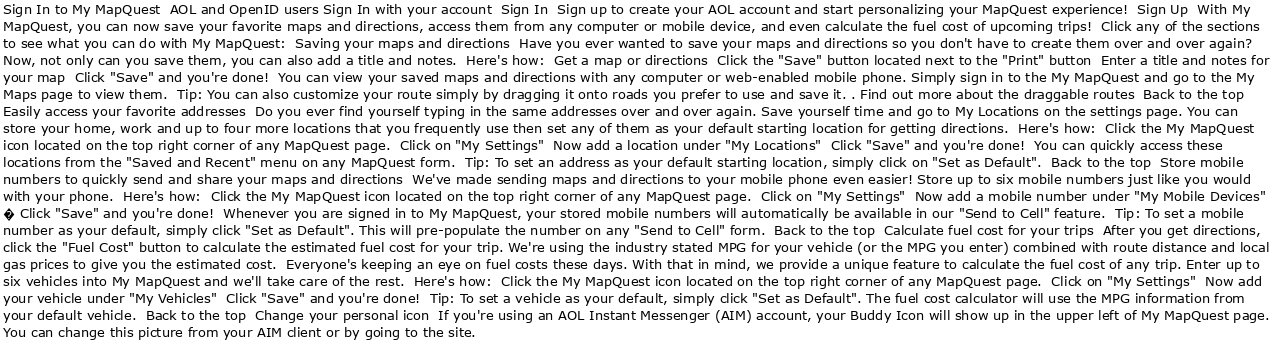 Sign In to My MapQuest  AOL and OpenID users Sign In with your account  Sign In  Sign up to create your AOL account and start personalizing your MapQuest experience!  Sign Up  With My
MapQuest, you can now save your favorite maps and directions, access them from any computer or mobile device, and even calculate the fuel cost of upcoming trips!  Click any of the sections
to see what you can do with My MapQuest:  Saving your maps and directions  Have you ever wanted to save your maps and directions so you don't have to create them over and over again?
Now, not only can you save them, you can also add a title and notes.  Here's how:  Get a map or directions  Click the "Save" button located next to the "Print" button  Enter a title and notes for
your map  Click "Save" and you're done!  You can view your saved maps and directions with any computer or web-enabled mobile phone. Simply sign in to the My MapQuest and go to the My
Maps page to view them.  Tip: You can also customize your route simply by dragging it onto roads you prefer to use and save it. . Find out more about the draggable routes  Back to the top
Easily access your favorite addresses  Do you ever find yourself typing in the same addresses over and over again. Save yourself time and go to My Locations on the settings page. You can
store your home, work and up to four more locations that you frequently use then set any of them as your default starting location for getting directions.  Here's how:  Click the My MapQuest
icon located on the top right corner of any MapQuest page.  Click on "My Settings"  Now add a location under "My Locations"  Click "Save" and you're done!  You can quickly access these
locations from the "Saved and Recent" menu on any MapQuest form.  Tip: To set an address as your default starting location, simply click on "Set as Default".  Back to the top  Store mobile
numbers to quickly send and share your maps and directions  We've made sending maps and directions to your mobile phone even easier! Store up to six mobile numbers just like you would
with your phone.  Here's how:  Click the My MapQuest icon located on the top right corner of any MapQuest page.  Click on "My Settings"  Now add a mobile number under "My Mobile Devices"
� Click "Save" and you're done!  Whenever you are signed in to My MapQuest, your stored mobile numbers will automatically be available in our "Send to Cell" feature.  Tip: To set a mobile
number as your default, simply click "Set as Default". This will pre-populate the number on any "Send to Cell" form.  Back to the top  Calculate fuel cost for your trips  After you get directions,
click the "Fuel Cost" button to calculate the estimated fuel cost for your trip. We're using the industry stated MPG for your vehicle (or the MPG you enter) combined with route distance and local
gas prices to give you the estimated cost.  Everyone's keeping an eye on fuel costs these days. With that in mind, we provide a unique feature to calculate the fuel cost of any trip. Enter up to
six vehicles into My MapQuest and we'll take care of the rest.  Here's how:  Click the My MapQuest icon located on the top right corner of any MapQuest page.  Click on "My Settings"  Now add
your vehicle under "My Vehicles"  Click "Save" and you're done!  Tip: To set a vehicle as your default, simply click "Set as Default". The fuel cost calculator will use the MPG information from
your default vehicle.  Back to the top  Change your personal icon  If you're using an AOL Instant Messenger (AIM) account, your Buddy Icon will show up in the upper left of My MapQuest page.
You can change this picture from your AIM client or by going to the site.